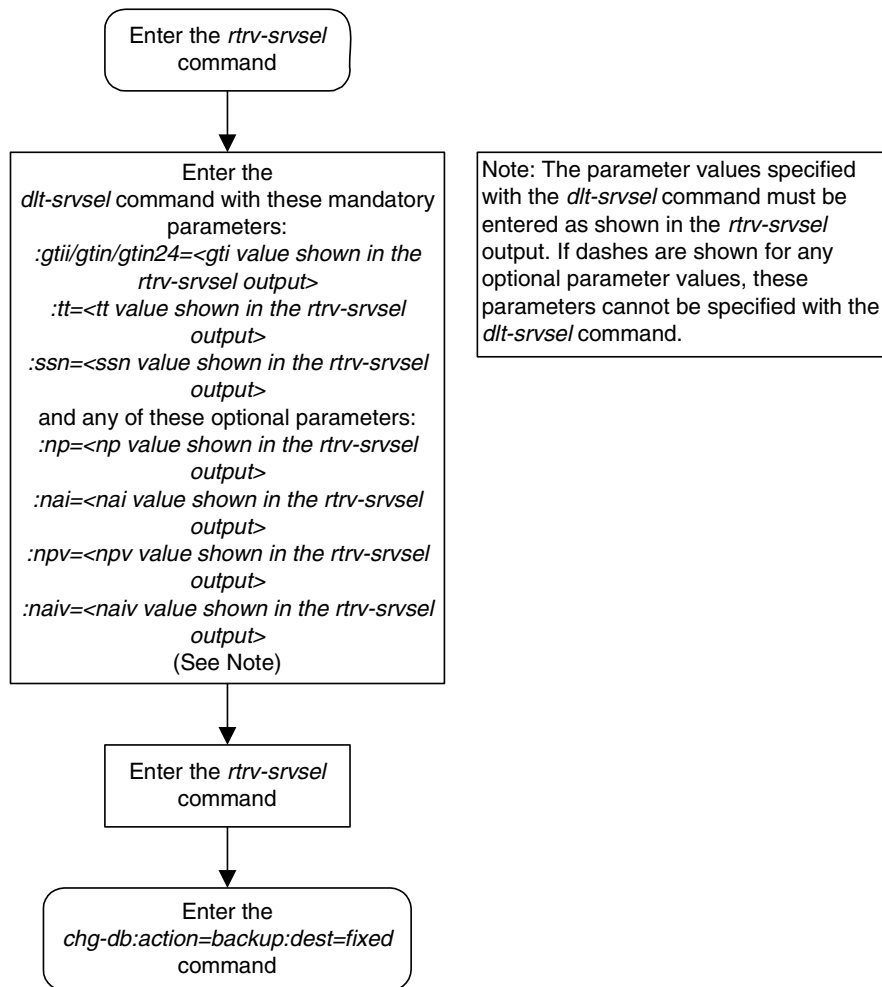 Enter the rtrv-srvsel
command
Enter the
dlt-srvsel command with these mandatory
parameters:
:gtii/gtin/gtin24=<gti value shown in the
rtrv-srvsel output>
:tt=<tt value shown in the rtrv-srvsel
output>
:ssn=<ssn value shown in the rtrv-srvsel
output>
and any of these optional parameters:
:np=<np value shown in the rtrv-srvsel
output>
:nai=<nai value shown in the rtrv-srvsel
output>
:npv=<npv value shown in the rtrv-srvsel
output>
:naiv=<naiv value shown in the rtrv-srvsel
output>
(See Note)
Note: The parameter values specified
with the dlt-srvsel command must be
entered as shown in the rtrv-srvsel
output. If dashes are shown for any
optional parameter values, these
parameters cannot be specified with the
dlt-srvsel command.
Enter the rtrv-srvsel
command
Enter the
chg-db:action=backup:dest=fixed
command